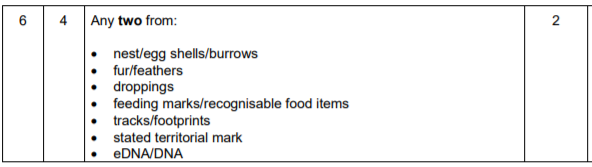 6 4 Any two from: 2
• nest/egg shells/burrows
• fur/feathers
• droppings
• feeding marks/recognisable food items
• tracks/footprints
• stated territorial mark
• eDNA/DNA